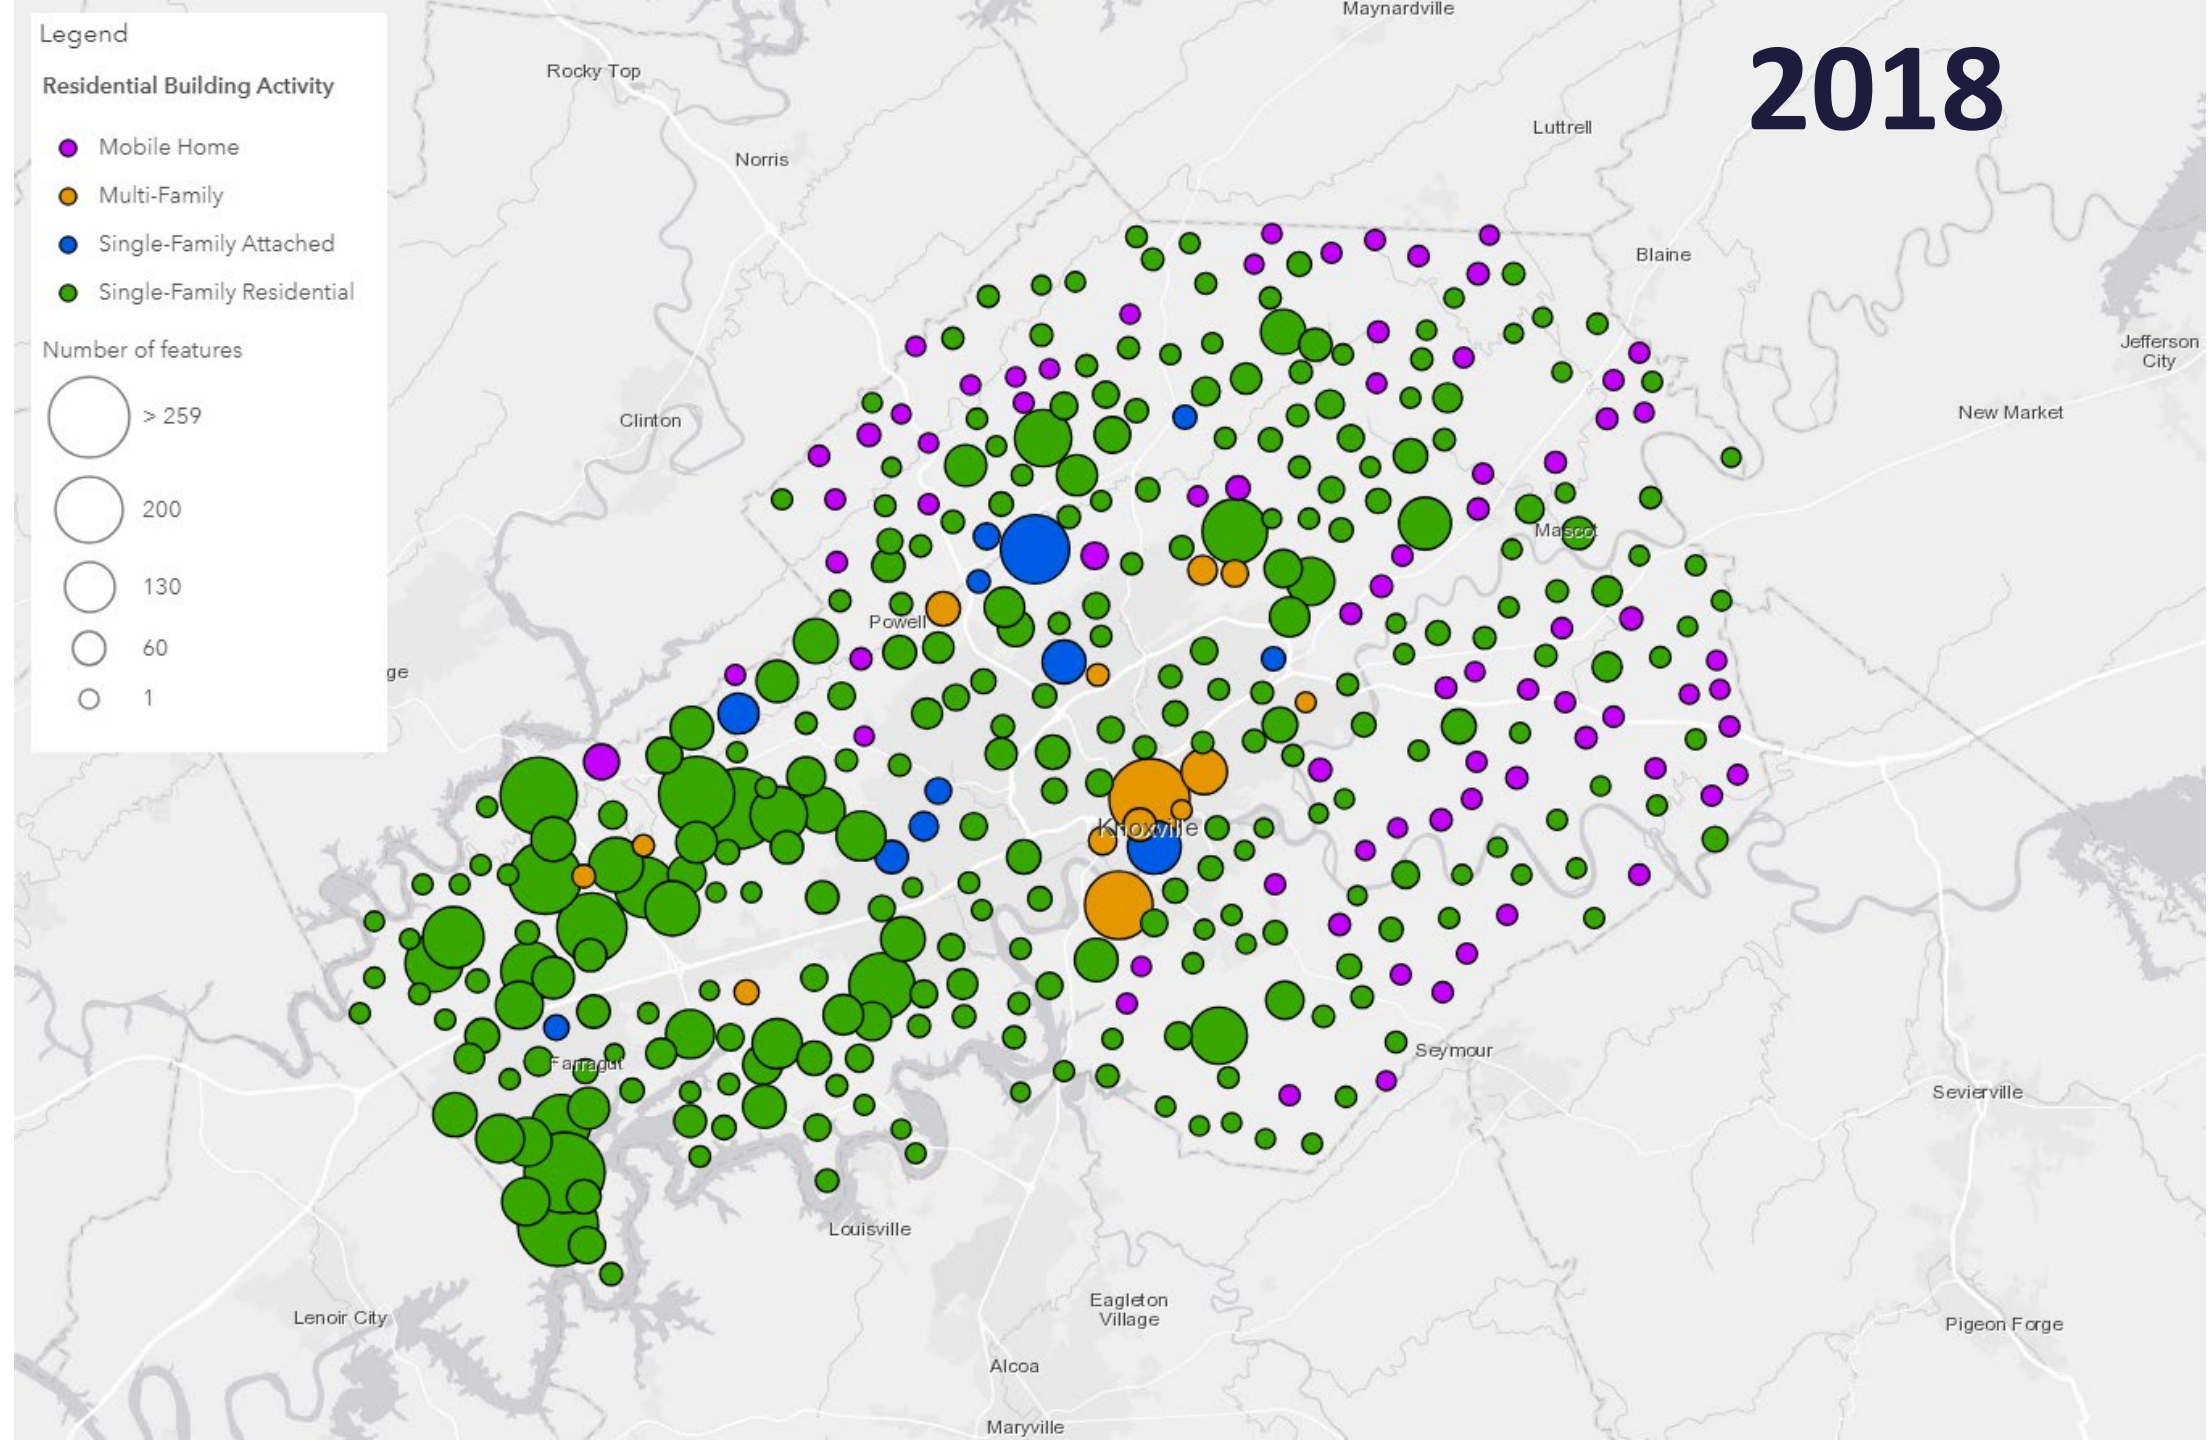 Legend
Residential Building Activity
Mobile Home
Multi-Family
Single-Family Attached
Single-Family Residential
Number of features
> 259
200
130
60
1
2018
Maynardville
Rocky Top
Luttrell
Norris
Blaine
Jefferson
City
New Market
Clinton
Mascot
Powell
ge
Knoxville
Seymour
Farragut
Sevierville
Louisville
Eagleton
Village
Lenoir City
Pigeon Forge
Alcoa
Maryville